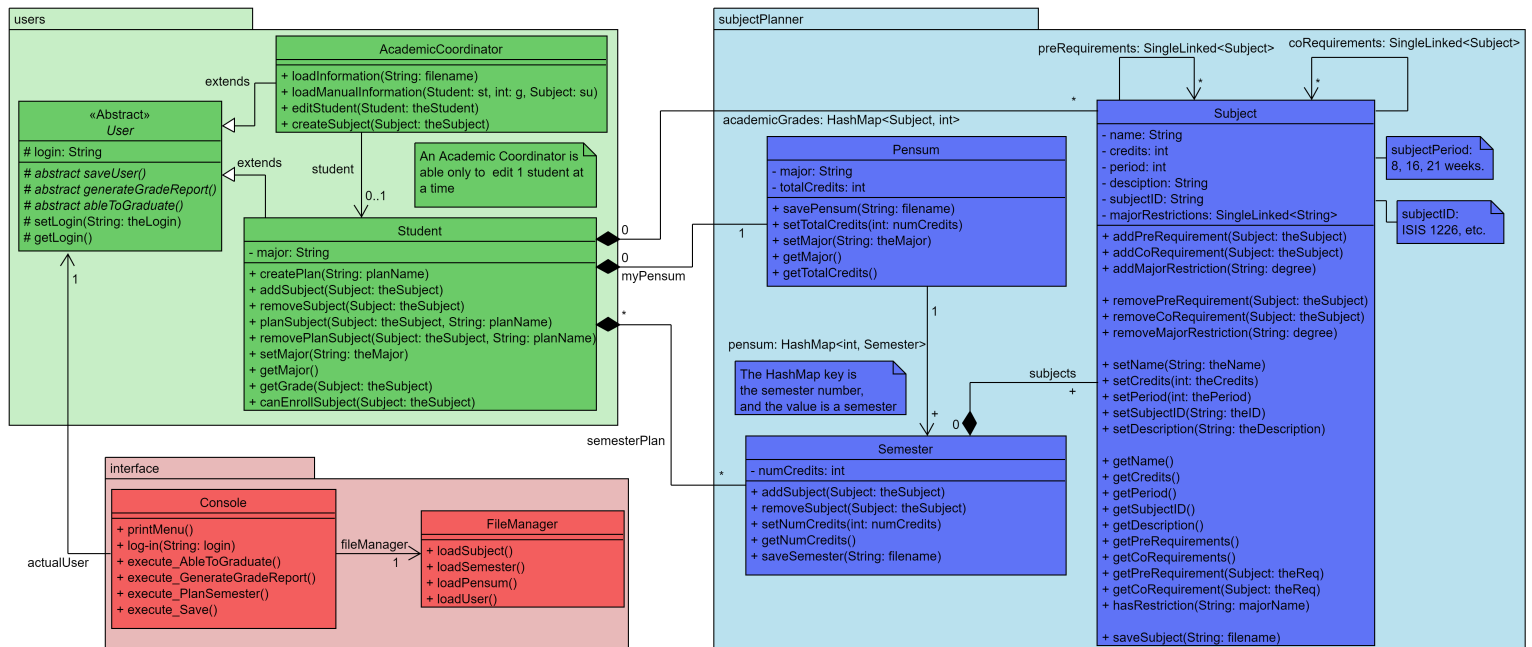 users
AcademicCoordinator
+ loadInformation(String: filename)
+ loadManualInformation(Student: st, int: g, Subject: su)
+ editStudent(Student: theStudent)
+ createSubject(Subject: theSubject)
extends
«Abstract»
User
# login: String
# abstract saveUser()
# abstract generateGradeReport()
# abstract ableToGraduate()
# setLogin(String: theLogin)
# getLogin()
extends
student
0..1
An Academic Coordinator is
able only to edit 1 student at
a time
Student
- major: String
+ createPlan(String: planName)
+ addSubject(Subject: theSubject)
+ removeSubject(Subject: theSubject)
+ planSubject(Subject: theSubject, String: planName)
+ removePlanSubject(Subject: theSubject, String: planName)
+ setMajor(String: theMajor)
+ getMajor()
+ getGrade(Subject: theSubject)
+ canEnrollSubject(Subject: theSubject)
0
0
myPensum
*
1
semesterPlan
*
1
actualUser
interface
Console
+ printMenu()
+ log-in(String: login)
+ execute_AbleToGraduate()
+ execute_GenerateGradeReport()
+ execute_PlanSemester()
+ execute_Save()
fileManager
1
FileManager
+ loadSubject()
+ loadSemester()
+ loadPensum()
+ loadUser()
subjectPlanner
preRequirements: SingleLinked<Subject>
*
coRequirements: SingleLinked<Subject>
*
*
academicGrades: HashMap<Subject, int>
Pensum
- major: String
- totalCredits: int
+ savePensum(String: filename)
+ setTotalCredits(int: numCredits)
+ setMajor(String: theMajor)
+ getMajor()
+ getTotalCredits()
1
pensum: HashMap<int, Semester>
The HashMap key is
the semester number,
and the value is a semester
+
0
subjects
+
Semester
- numCredits: int
+ addSubject(Subject: theSubject)
+ removeSubject(Subject: theSubject)
+ setNumCredits(int: numCredits)
+ getNumCredits()
+ saveSemester(String: filename)
Subject
- name: String
- credits: int
- period: int
- desciption: String
- subjectID: String
- majorRestrictions: SingleLinked<String>
+ addPreRequirement(Subject: theSubject)
+ addCoRequirement(Subject: theSubject)
+ addMajorRestriction(String: degree)
+ removePreRequirement(Subject: theSubject)
+ removeCoRequirement(Subject: theSubject)
+ removeMajorRestriction(String: degree)
+ setName(String: theName)
+ setCredits(int: theCredits)
+ setPeriod(int: thePeriod)
+ setSubjectID(String: theID)
+ setDescription(String: theDescription)
+ getName()
+ getCredits()
+ getPeriod()
+ getSubjectID()
+ getDescription()
+ getPreRequirements()
+ getCoRequirements()
+ getPreRequirement(Subject: theReq)
+ getCoRequirement(Subject: theReq)
+ hasRestriction(String: majorName)
+ saveSubject(String: filename)
subjectPeriod:
8, 16, 21 weeks.
subjectID:
ISIS 1226, etc.